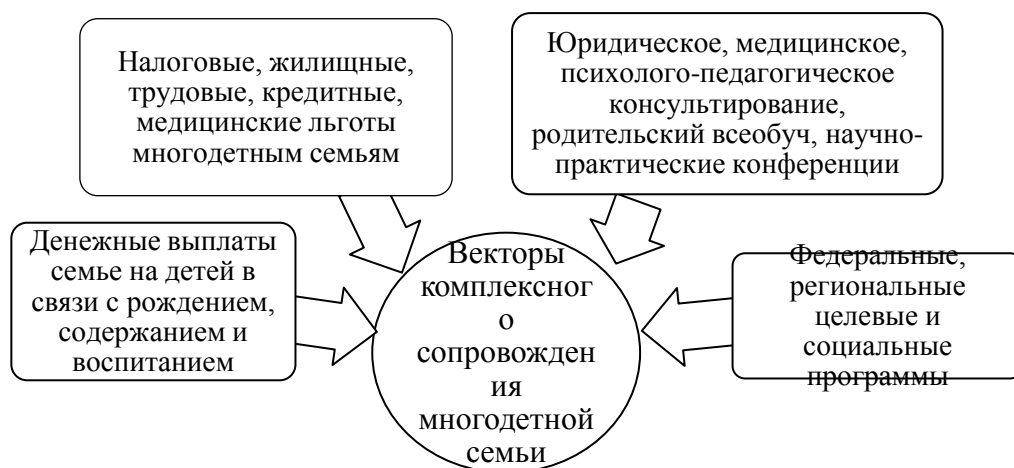 Налоговые, жилищные,
трудовые, кредитные,
медицинские льготы
многодетным семьям
Юридическое, медицинское,
психолого-педагогическое
консультирование,
родительский всеобуч, научно-
практические конференции
Денежные выплаты
семье на детей в
связи с рождением,
содержанием и
воспитанием
Векторы
комплексног
о
сопровожден
ия
многодетной
семьи
Федеральные,
региональные
целевые и
социальные
программы